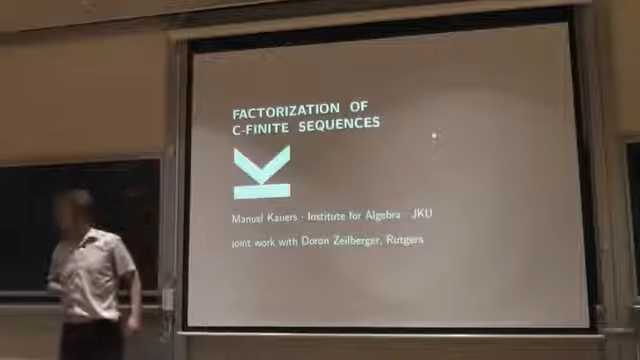 FACTORIZATION OF
C-FINITE SEQUENCES
Manuel Kauers · Institute for Algebra · JKU
joint work with Doron Zeilberger, Rutgers